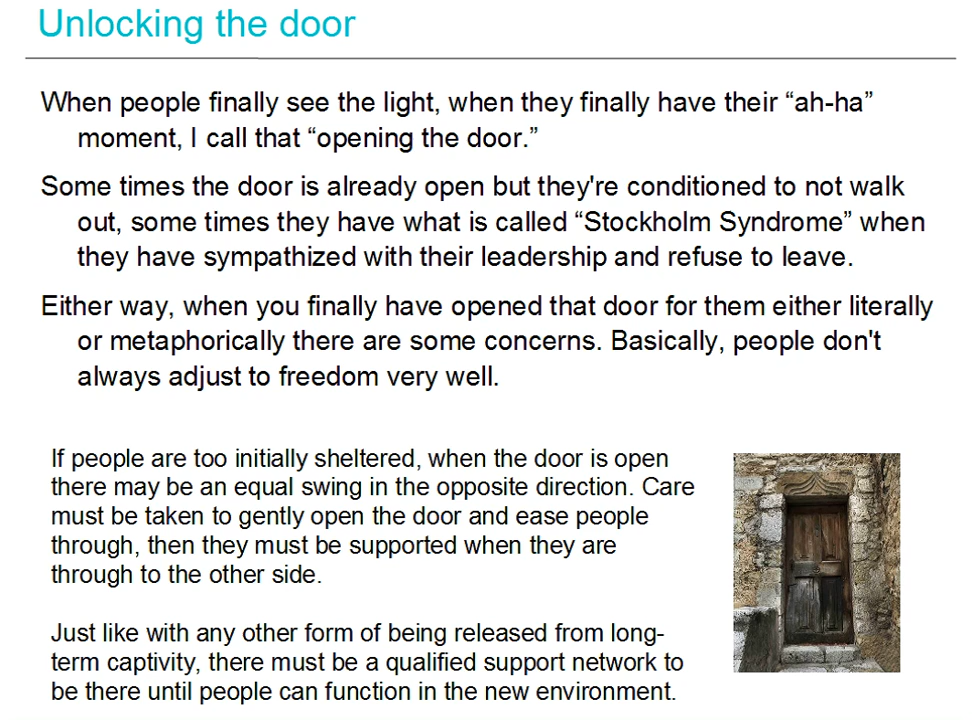 Unlocking the door
When people finally see the light, when they finally have their “ah-ha”
moment, I call that “opening the door.”
Some times the door is already open but they're conditioned to not walk
out, some times they have what is called “Stockholm Syndrome” when
they have sympathized with their leadership and refuse to leave.
Either way, when you finally have opened that door for them either literally
or metaphorically there are some concerns. Basically, people don't
always adjust to freedom very well.
If people are too initially sheltered, when the door is open
there may be an equal swing in the opposite direction. Care
must be taken to gently open the door and ease people
through, then they must be supported when they are
through to the other side.
Just like with any other form of being released from long-
term captivity, there must be a qualified support network to
be there until people can function in the new environment.